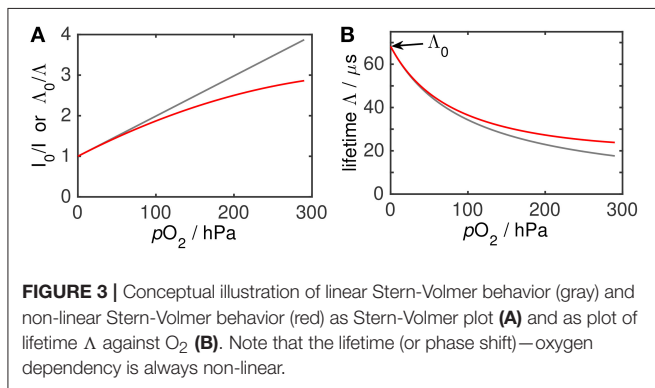 A
B
4
3
2
1
0
I₀/I or Λ₀/Λ
0 100 200 300
pO₂ / hPa
Λ₀
60
40
20
0
lifetime Λ / μs
0 100 200 300
pO₂ / hPa
FIGURE 3 | Conceptual illustration of linear Stern-Volmer behavior (gray) and
non-linear Stern-Volmer behavior (red) as Stern-Volmer plot (A) and as plot of
lifetime Λ against O₂ (B). Note that the lifetime (or phase shift)—oxygen
dependency is always non-linear.